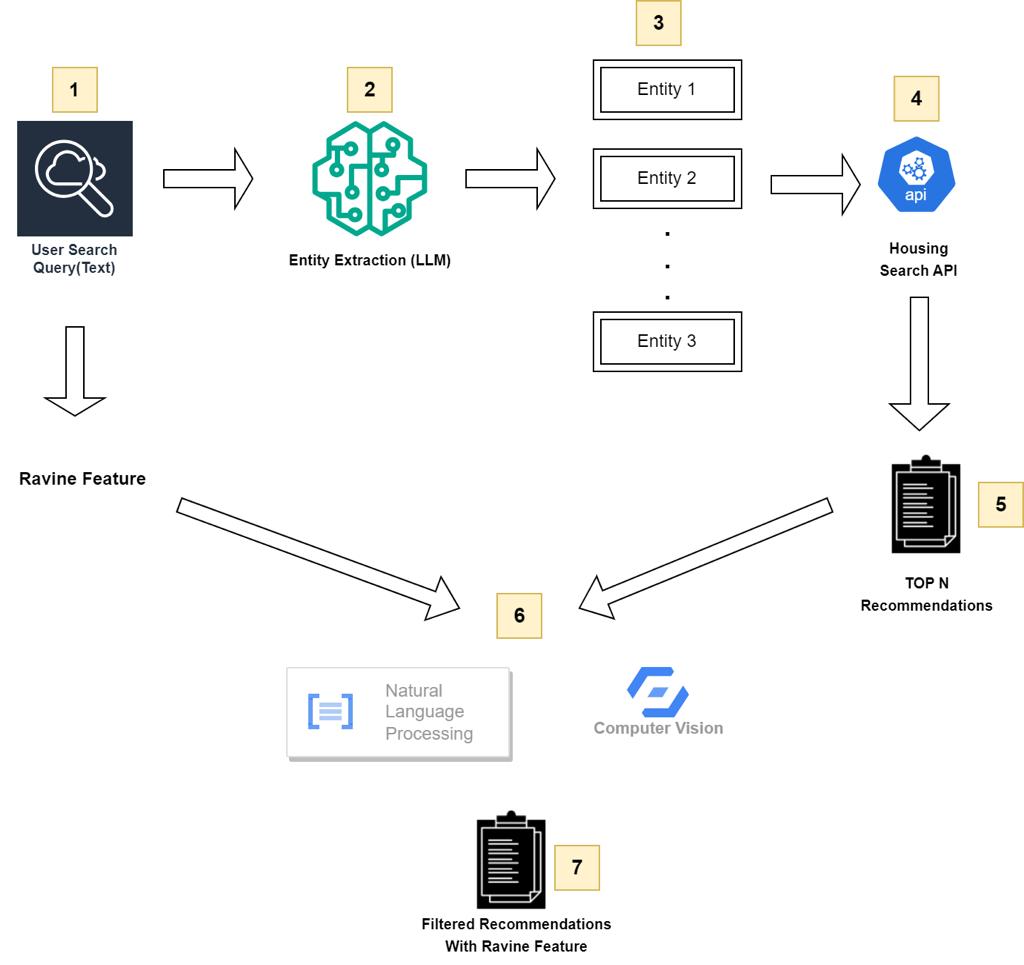 1
User Search
Query(Text)
2
Entity Extraction (LLM)
3
Entity 1
Entity 2
.
.
.
Entity 3
4
api
Housing
Search API
Ravine Feature
5
TOP N
Recommendations
6
Natural
Language
Processing
Computer Vision
7
Filtered Recommendations
With Ravine Feature